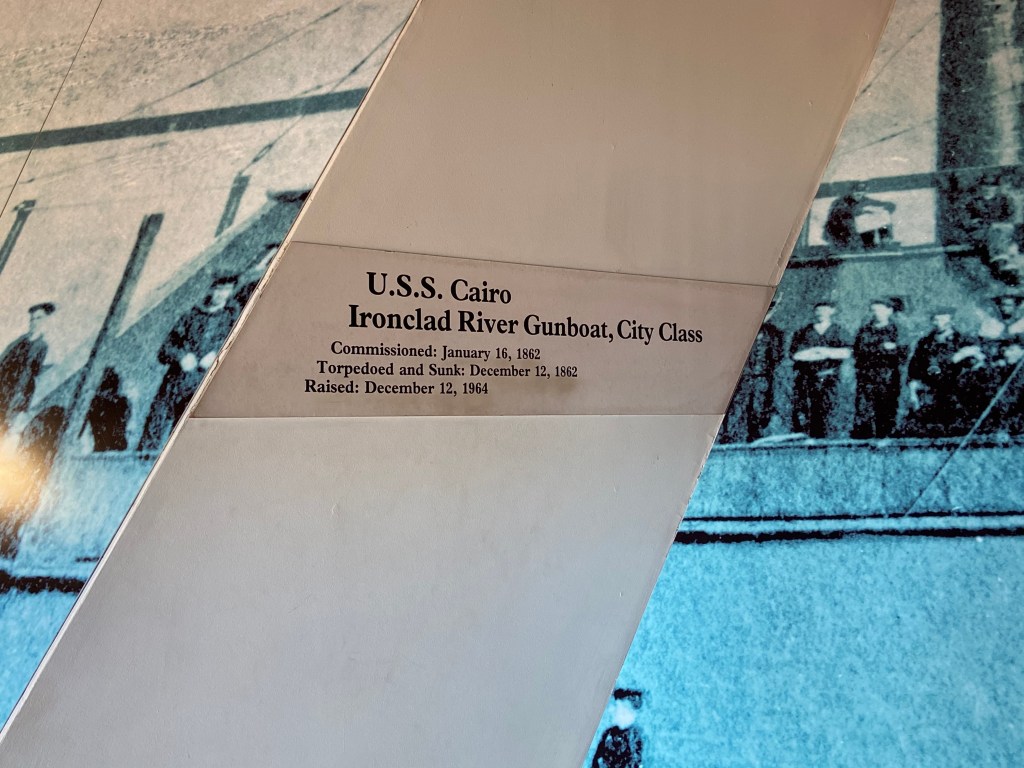 U.S.S. Cairo
Ironclad River Gunboat, City Class
Commissioned: January 16, 1862
Torpedoed and Sunk: December 12, 1862
Raised: December 12, 1964